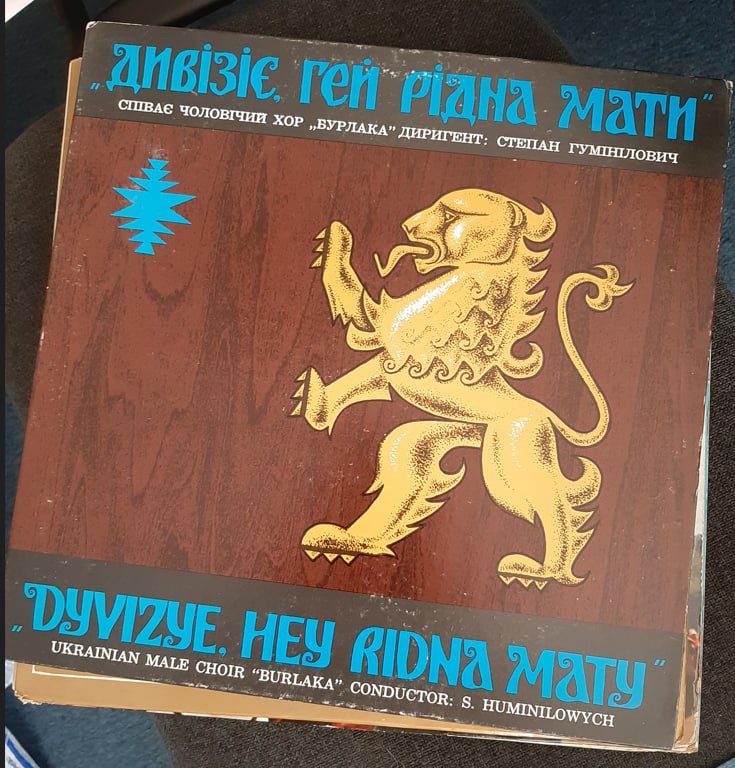 „ДИВІЗІЄ, ГЕЙ РІДНА МАТИ”
СПІВАЄ ЧОЛОВІЧИЙ ХОР „БУРЛАКА” ДИРИГЕНТ: СТЕПАН ГУМІНІЛОВИЧ
„DYVIZYE, HEY RIDNA MATY”
UKRAINIAN MALE CHOIR “BURLAKA” CONDUCTOR: S. HUMINILOWYCH